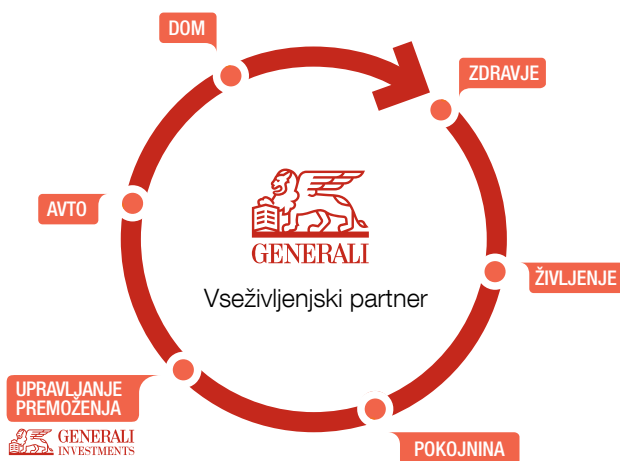 DOM
ZDRAVJE
AVTO
GENERALI
Vseživljenjski partner
ŽIVLJENJE
UPRAVLJANJE
PREMOŽENJA
GENERALI
INVESTMENTS
POKOJNINA